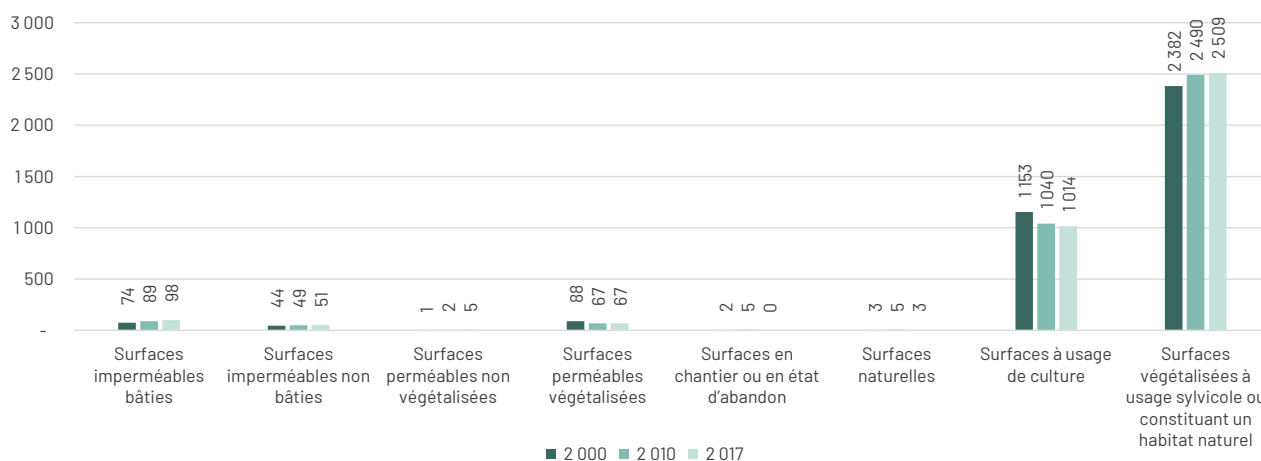 3 000
2 500
2 000
1 500
1 000
500
-
74 89 98
44 49 51
1 2 5
88 67 67
2 5 0
3 5 3
1 153 1 040 1 014
2 382 2 490 2 509
Surfaces
imperméables
bâties
Surfaces
imperméables non
bâties
Surfaces
perméables non
végétalisées
Surfaces
perméables
végétalisées
Surfaces en
chantier ou en état
d'abandon
Surfaces
naturelles
Surfaces à usage
de culture
Surfaces
végétalisées à
usage sylvicole ou
constituant un
habitat naturel
2 000 2 010 2 017